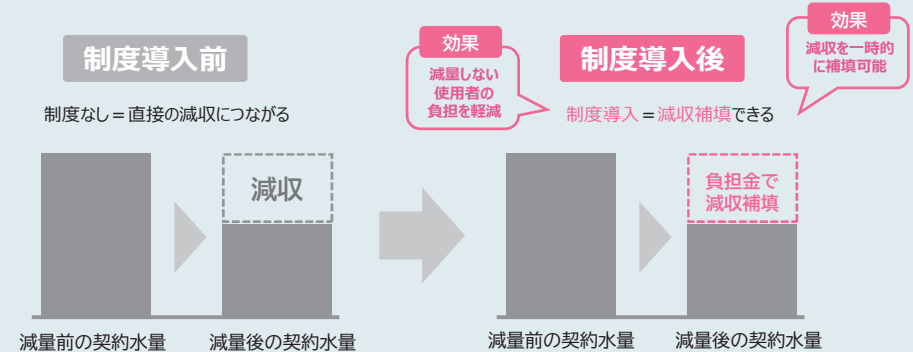 制度導入前
制度なし=直接の減収につながる
減収
減量前の契約水量
減量後の契約水量
効果
減量しない
使用者の
負担を軽減
制度導入後
効果
減収を一時的
に補填可能
制度導入=減収補填できる
負担金で
減収補填
減量前の契約水量
減量後の契約水量